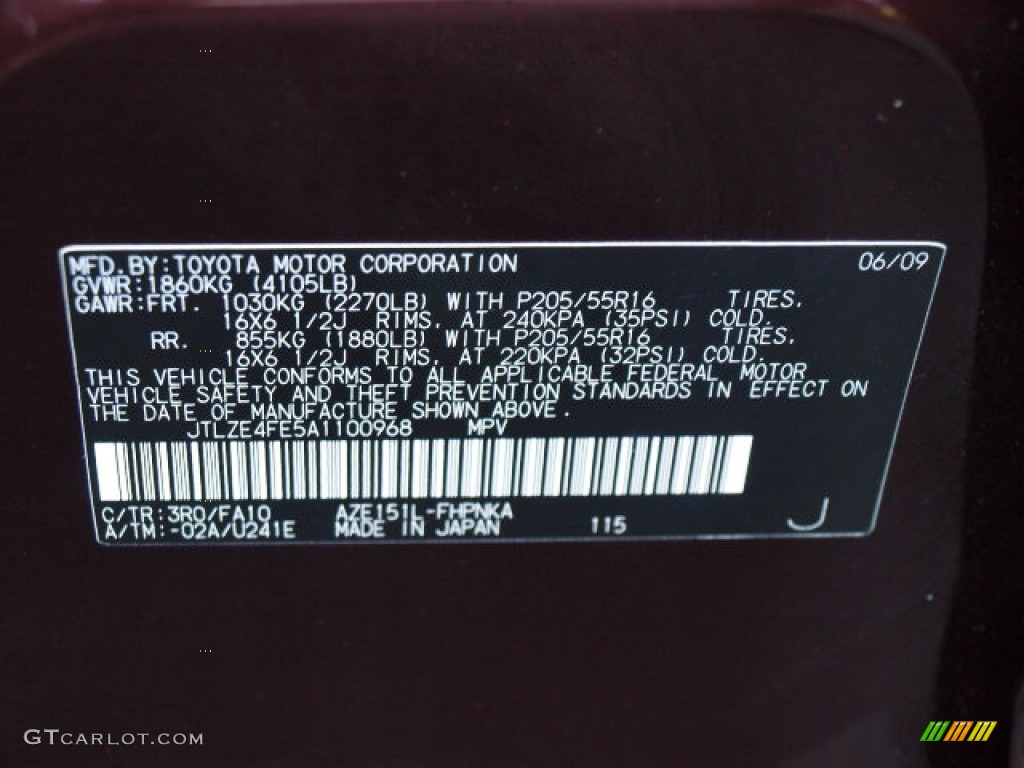 MFD.BY:TOYOTA MOTOR CORPORATION 06/09
GVWR:1860KG (4105LB)
GAWR:FRT. 1030KG (2270LB) WITH P205/55R16 TIRES,
16X6 1/2J RIMS, AT 240KPA (35PSI) COLD.
RR. 855KG (1880LB) WITH P205/55R16 TIRES,
16X6 1/2J RIMS, AT 220KPA (32PSI) COLD.
THIS VEHICLE CONFORMS TO ALL APPLICABLE FEDERAL MOTOR
VEHICLE SAFETY AND THEFT PREVENTION STANDARDS IN EFFECT ON
THE DATE OF MANUFACTURE SHOWN ABOVE.
JTLZE4FE5A1100968 MPV
C/TR:3R0/FA10 AZE151L-FHPNKA
A/TM:-02A/U241E MADE IN JAPAN 115 J
GTCARLOT.COM